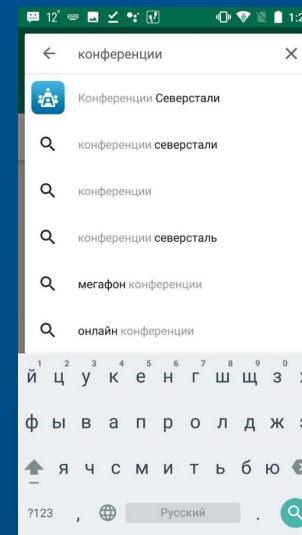 12° 1:2
конференции
Конференции Северстали
конференции северстали
конференции
конференции северсталь
мегафон конференции
онлайн конференции
1 2 3 4 5 6 7 8 9 0
й ц у к е н г ш щ з х
ф ы в а п р о л д ж э
я ч с м и т ь б ю
?123 , Русский .